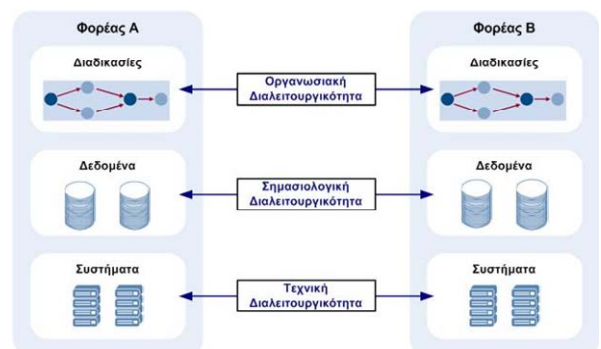 Φορέας Α
Φορέας Β
Διαδικασίες
Οργανωσιακή
Διαλειτουργικότητα
Διαδικασίες
Δεδομένα
Σημασιολογική
Διαλειτουργικότητα
Δεδομένα
Συστήματα
Τεχνική
Διαλειτουργικότητα
Συστήματα